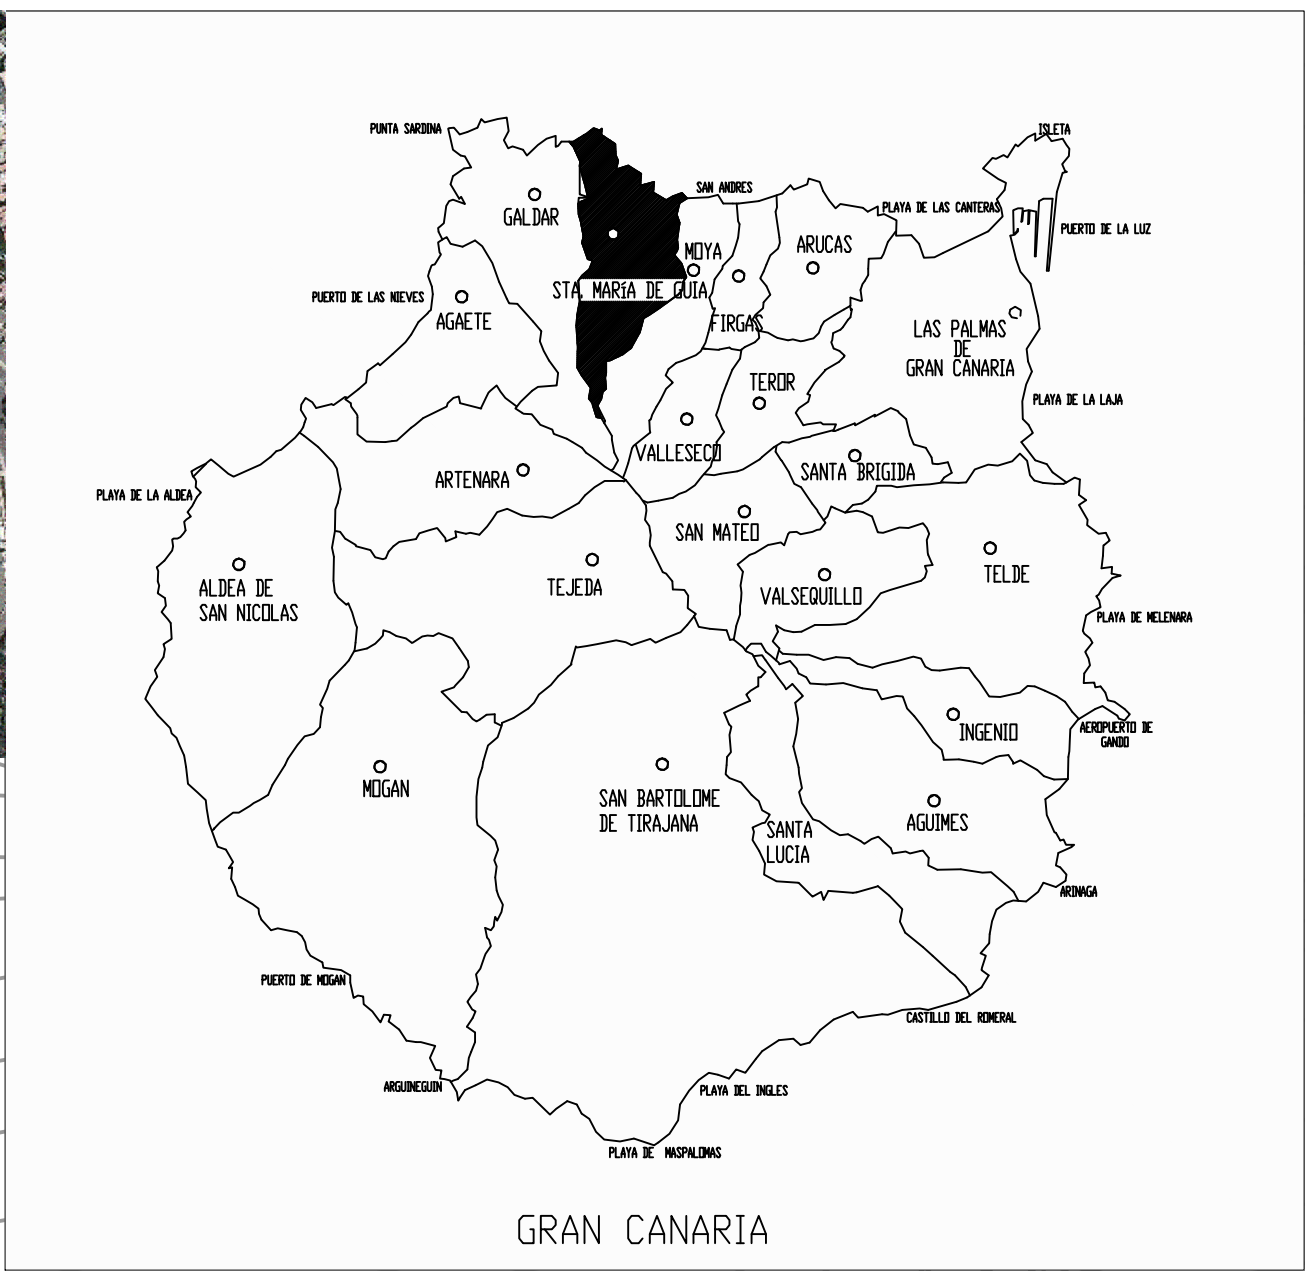 ISLETA
PUNTA SARDINA
SAN ANDRES
PLAYA DE LAS CANTERAS
GALDAR
PUERTO DE LA LUZ
MOYA
ARUCAS
STA. MARíA DE GUIA
PUERTO DE LAS NIEVES
AGAETE
FIRGAS
LAS PALMAS
DE
GRAN CANARIA
TEROR
PLAYA DE LA LAJA
VALLESECO
ARTENARA
SANTA BRIGIDA
PLAYA DE LA ALDEA
SAN MATEO
TELDE
ALDEA DE
SAN NICOLAS
TEJEDA
VALSEQUILLO
PLAYA DE MELENARA
INGENIO
AEROPUERTO DE
GANDO
MOGAN
SAN BARTOLOME
DE TIRAJANA
AGUIMES
SANTA
LUCIA
ARINAGA
PUERTO DE MOGAN
CASTILLO DEL ROMERAL
ARGUINEGUIN
PLAYA DEL INGLES
PLAYA DE MASPALOMAS
GRAN CANARIA